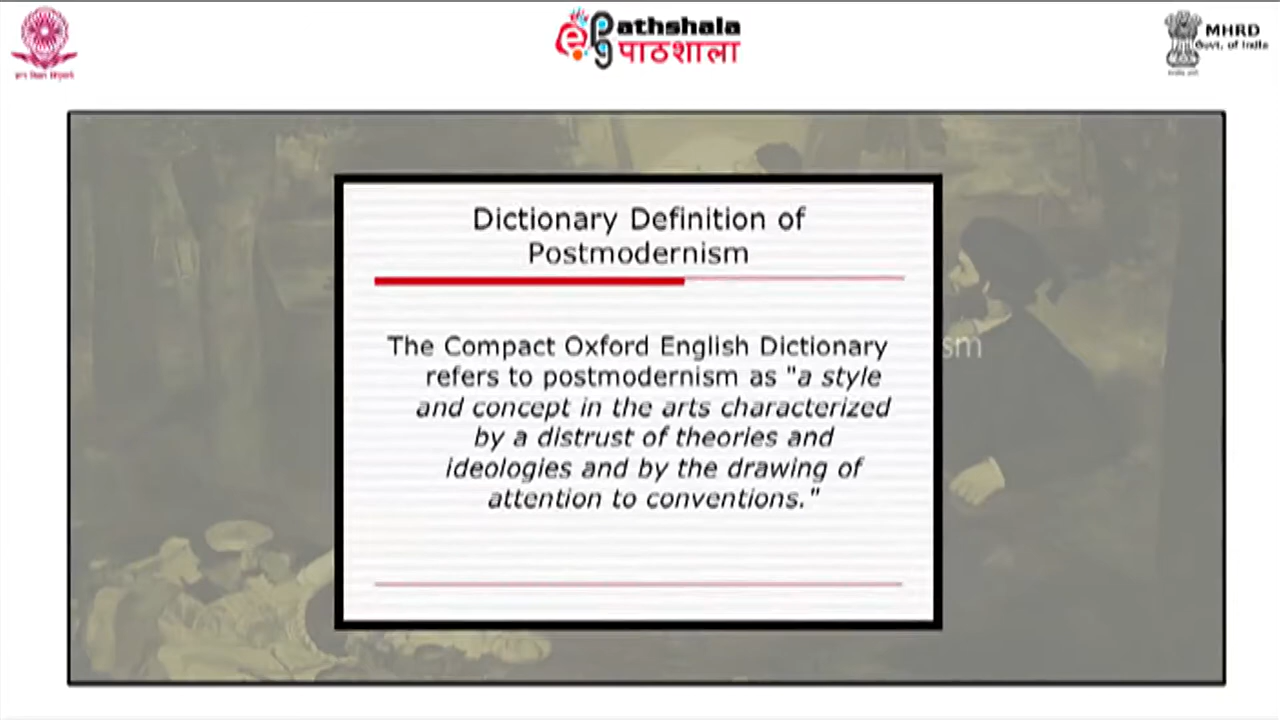 Pathshala
पाठशाला
MHRD
Govt. of India
Dictionary Definition of
Postmodernism
The Compact Oxford English Dictionary
refers to postmodernism as "a style
and concept in the arts characterized
by a distrust of theories and
ideologies and by the drawing of
attention to conventions."
sm